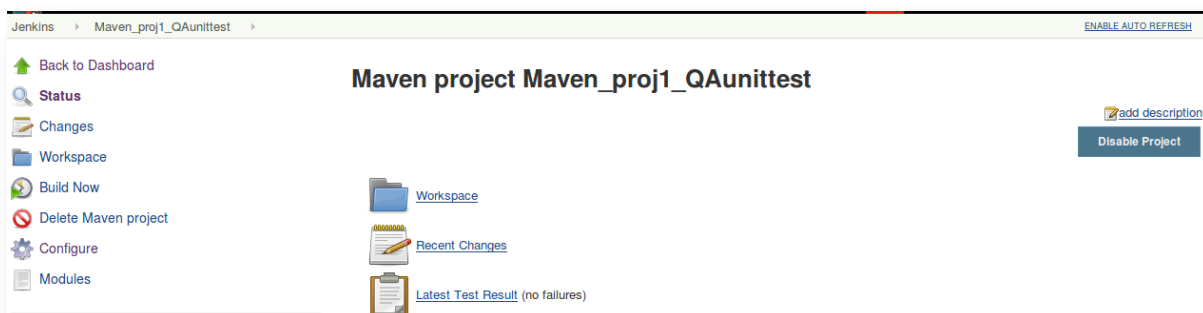 Jenkins Maven_proj1_QAunittest ENABLE AUTO REFRESH
Back to Dashboard
Status
Changes
Workspace
Build Now
Delete Maven project
Configure
Modules
Maven project Maven_proj1_QAunittest
add description
Disable Project
Workspace
Recent Changes
Latest Test Result (no failures)